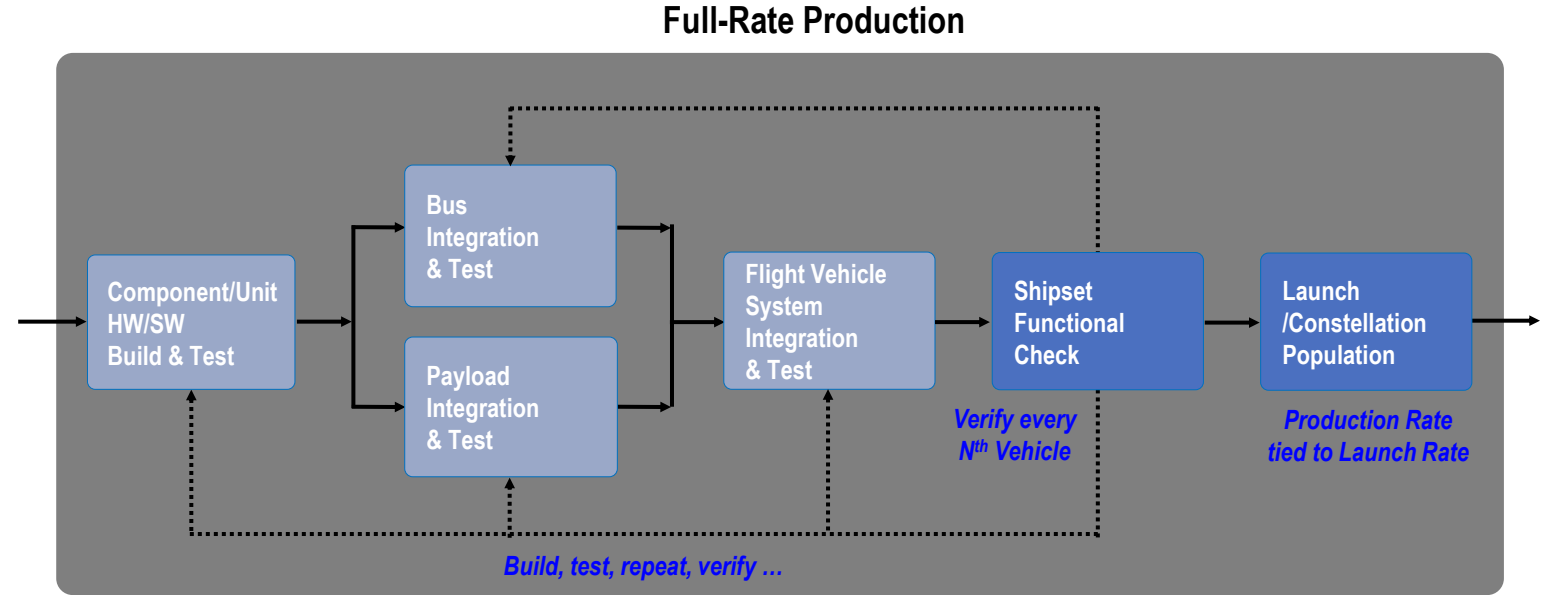 Full-Rate Production
Component/Unit
HW/SW
Build & Test
Bus
Integration
& Test
Payload
Integration
& Test
Flight Vehicle
System
Integration
& Test
Shipset
Functional
Check
Verify every
Nth Vehicle
Launch
/Constellation
Population
Production Rate
tied to Launch Rate
Build, test, repeat, verify …